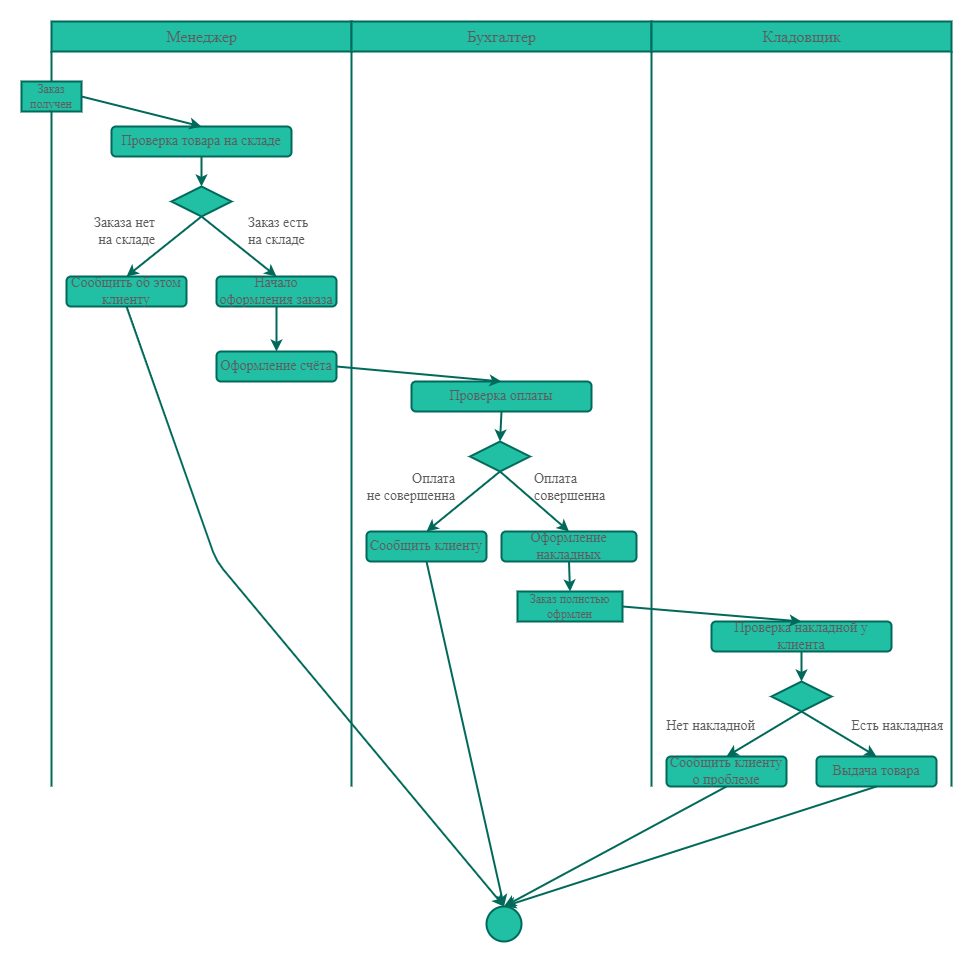 Менеджер
Бухгалтер
Кладовщик
Заказ
получен
Проверка товара на складе
Заказа нет
на складе
Заказ есть
на складе
Сообщить об этом
клиенту
Начало
оформления заказа
Оформление счёта
Проверка оплаты
Оплата
не совершенна
Оплата
совершенна
Сообщить клиенту
Оформление
накладных
Заказ полнстью
офрмлен
Проверка накладной у
клиента
Нет накладной
Есть накладная
Сообщить клиенту
о проблеме
Выдача товара